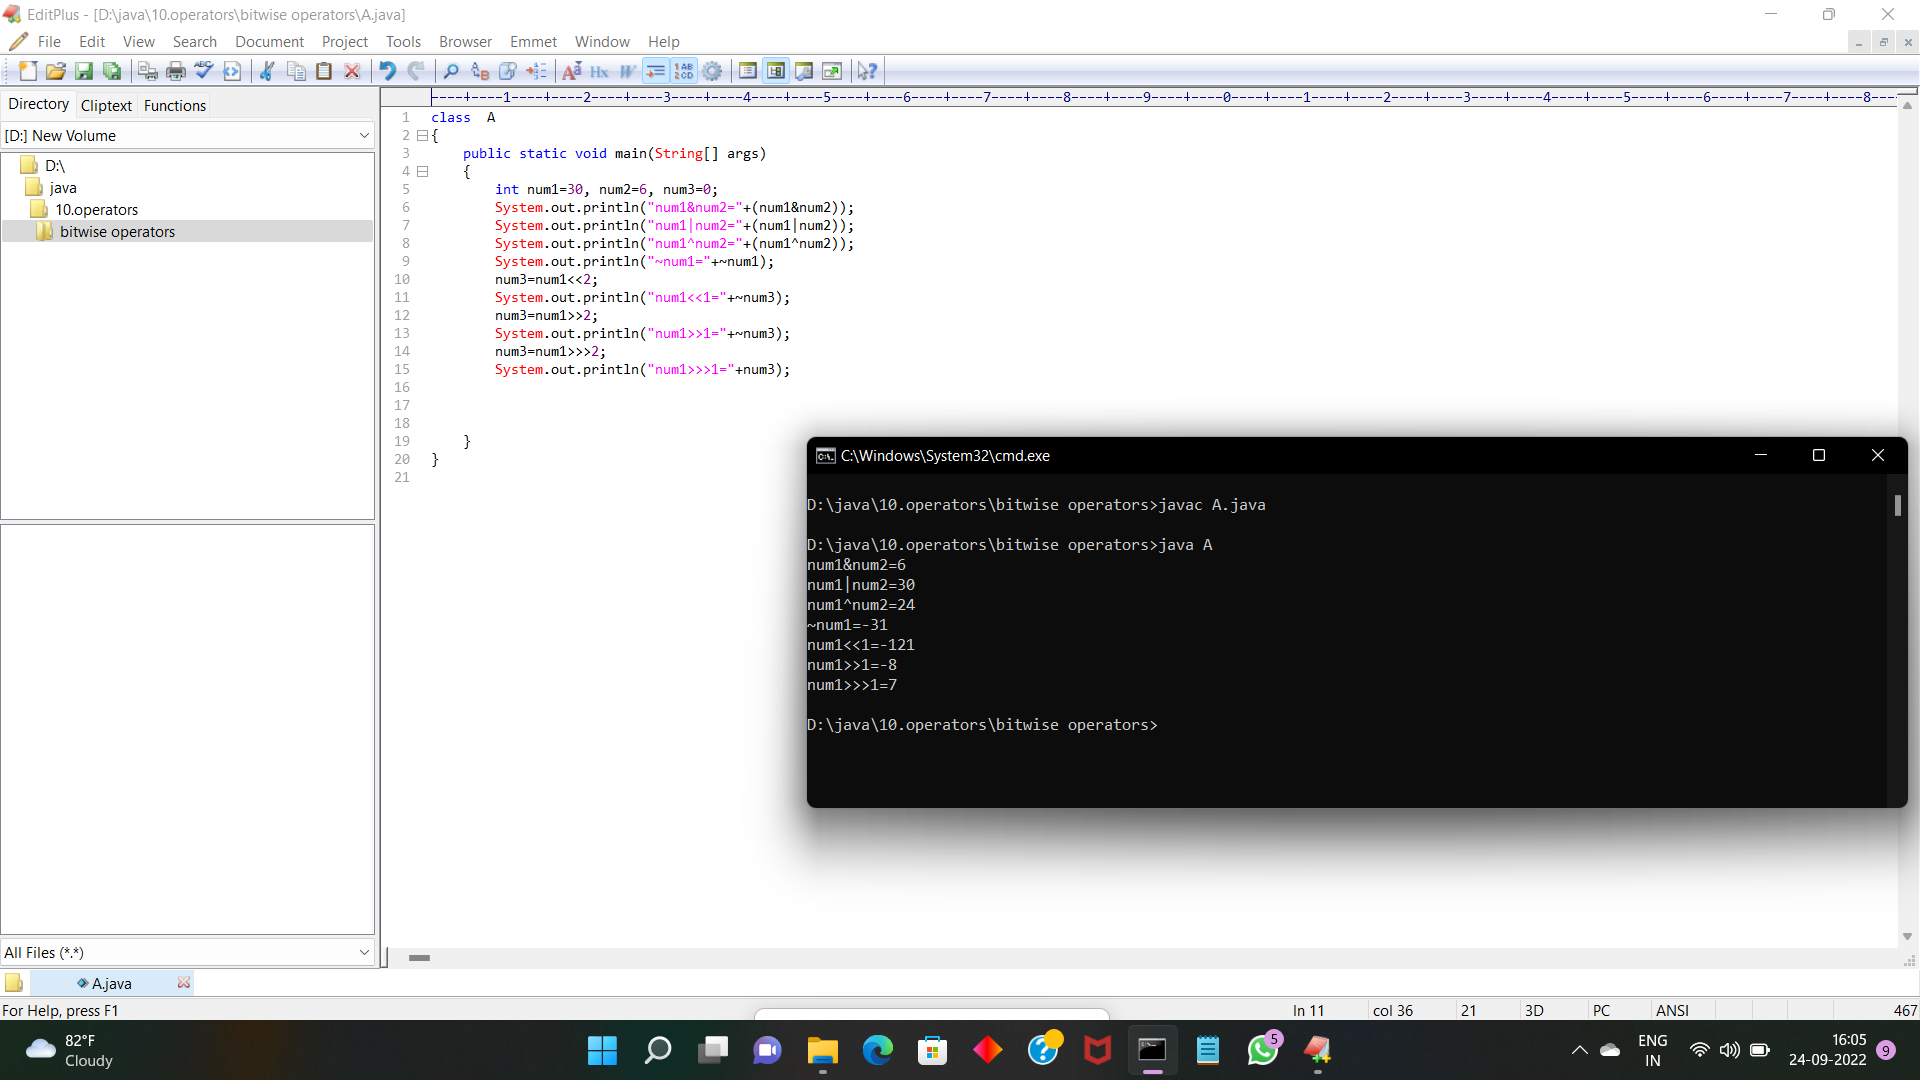 EditPlus - [D:\java\10.operators\bitwise operators\A.java]
File Edit View Search Document Project Tools Browser Emmet Window Help
Directory Cliptext Functions
[D:] New Volume
D:\
java
10.operators
bitwise operators
All Files (*.*)
----+----1----+----2----+----3----+----4----+----5----+----6----+----7----+----8----+----9----+----0----+----1----+----2----+----3----+----4----+----5----+----6----+----7----+----8---
1 class  A
2 {
3     public static void main(String[] args)
4     {
5         int num1=30, num2=6, num3=0;
6         System.out.println("num1&num2="+(num1&num2));
7         System.out.println("num1|num2="+(num1|num2));
8         System.out.println("num1^num2="+(num1^num2));
9         System.out.println("~num1="+~num1);
10         num3=num1<<2;
11         System.out.println("num1<<1="+~num3);
12         num3=num1>>2;
13         System.out.println("num1>>1="+~num3);
14         num3=num1>>>2;
15         System.out.println("num1>>>1="+num3);
16
17
18
19     }
20 }
21
C:\Windows\System32\cmd.exe
D:\java\10.operators\bitwise operators>javac A.java
D:\java\10.operators\bitwise operators>java A
num1&num2=6
num1|num2=30
num1^num2=24
~num1=-31
num1<<1=-121
num1>>1=-8
num1>>>1=7
D:\java\10.operators\bitwise operators>
A.java
For Help, press F1
ln 11 col 36 21 3D PC ANSI 467
82°F
Cloudy
5
ENG
IN
16:05
24-09-2022
9